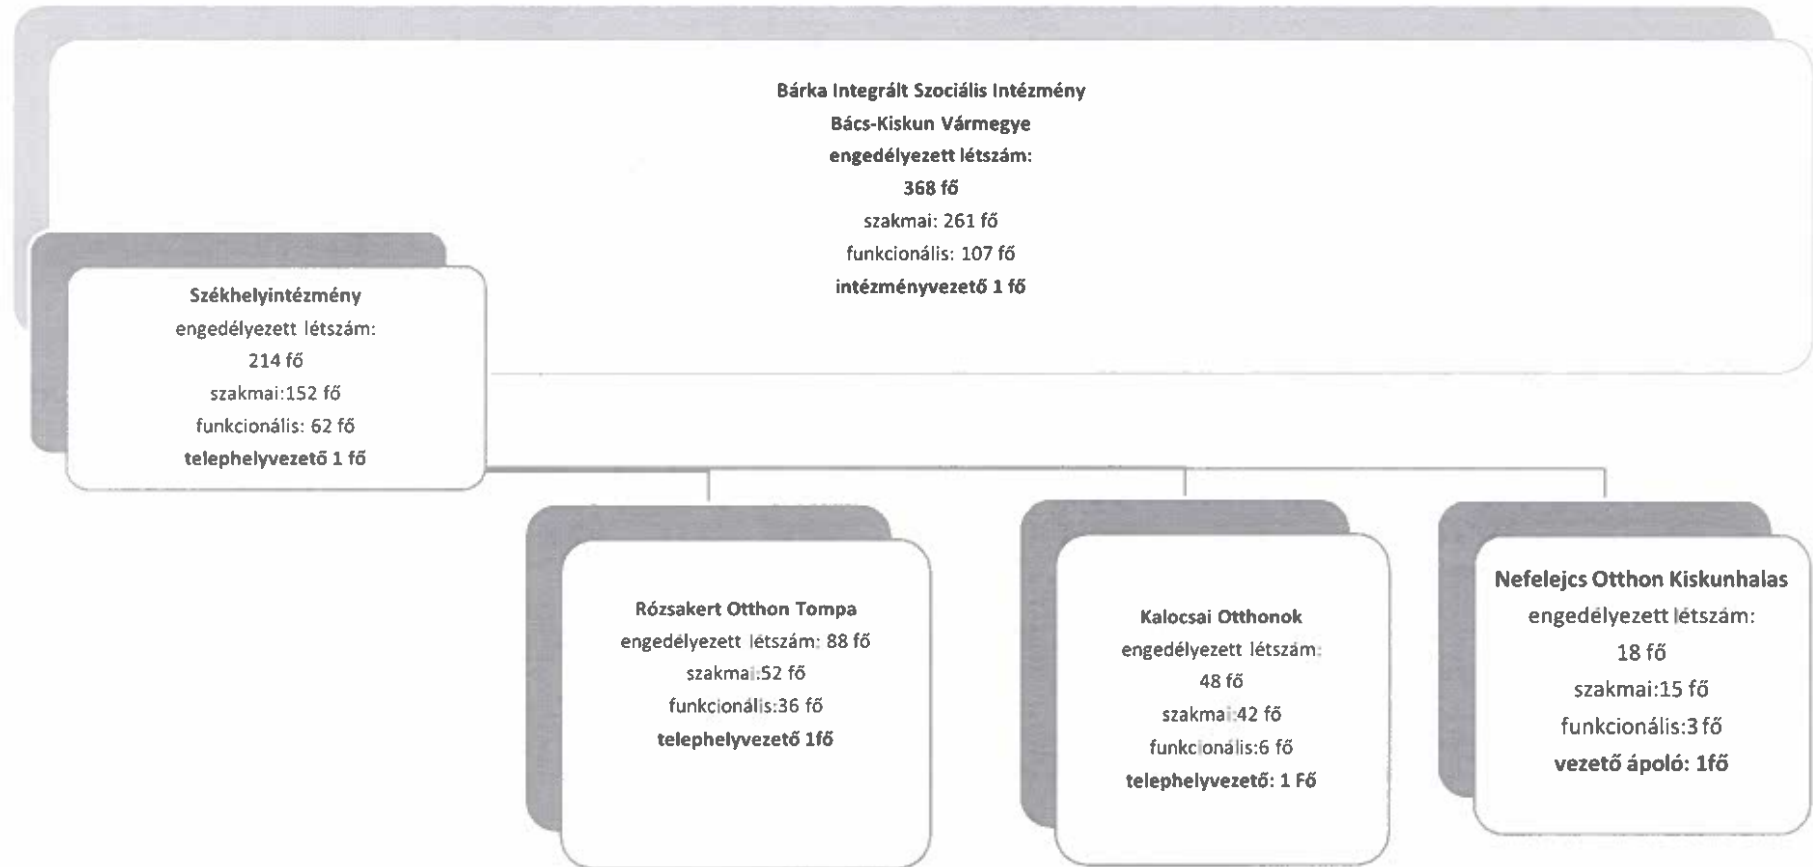 Bárka Integrált Szociális Intézmény
Bács-Kiskun Vármegye
engedélyezett létszám:
368 fő
szakmai: 261 fő
funkcionális: 107 fő
intézményvezető 1 fő
Székhelyintézmény
engedélyezett létszám:
214 fő
szakmai:152 fő
funkcionális: 62 fő
telephelyvezető 1 fő
Rózsakert Otthon Tompa
engedélyezett létszám: 88 fő
szakmai:52 fő
funkcionális:36 fő
telephelyvezető 1fő
Kalocsai Otthonok
engedélyezett létszám:
48 fő
szakmai:42 fő
funkcionális:6 fő
telephelyvezető: 1 Fő
Nefelejcs Otthon Kiskunhalas
engedélyezett létszám:
18 fő
szakmai:15 fő
funkcionális:3 fő
vezető ápoló: 1fő